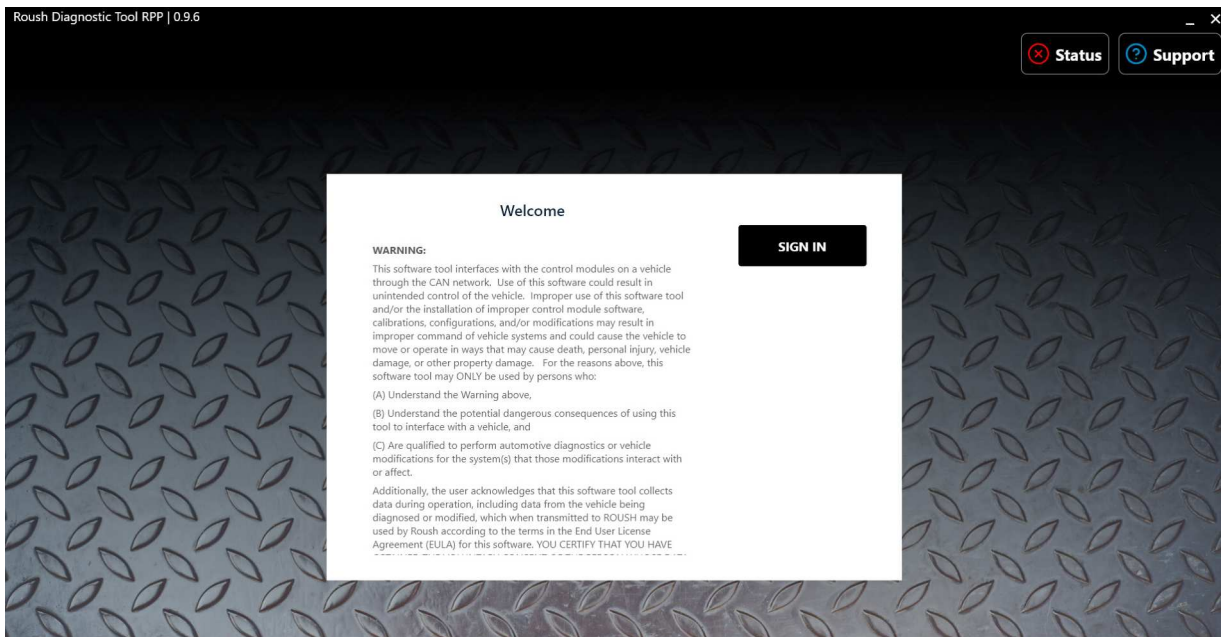 Roush Diagnostic Tool RPP | 0.9.6
Status
Support
Welcome
SIGN IN
WARNING:
This software tool interfaces with the control modules on a vehicle
through the CAN network.  Use of this software could result in
unintended control of the vehicle.  Improper use of this software tool
and/or the installation of improper control module software,
calibrations, configurations, and/or modifications may result in
improper command of vehicle systems and could cause the vehicle to
move or operate in ways that may cause death, personal injury, vehicle
damage, or other property damage.   For the reasons above, this
software tool may ONLY be used by persons who:
(A) Understand the Warning above,
(B) Understand the potential dangerous consequences of using this
tool to interface with a vehicle, and
(C) Are qualified to perform automotive diagnostics or vehicle
modifications for the system(s) that those modifications interact with
or affect.
Additionally, the user acknowledges that this software tool collects
data during operation, including data from the vehicle being
diagnosed or modified, which when transmitted to ROUSH may be
used by Roush according to the terms in the End User License
Agreement (EULA) for this software. YOU CERTIFY THAT YOU HAVE